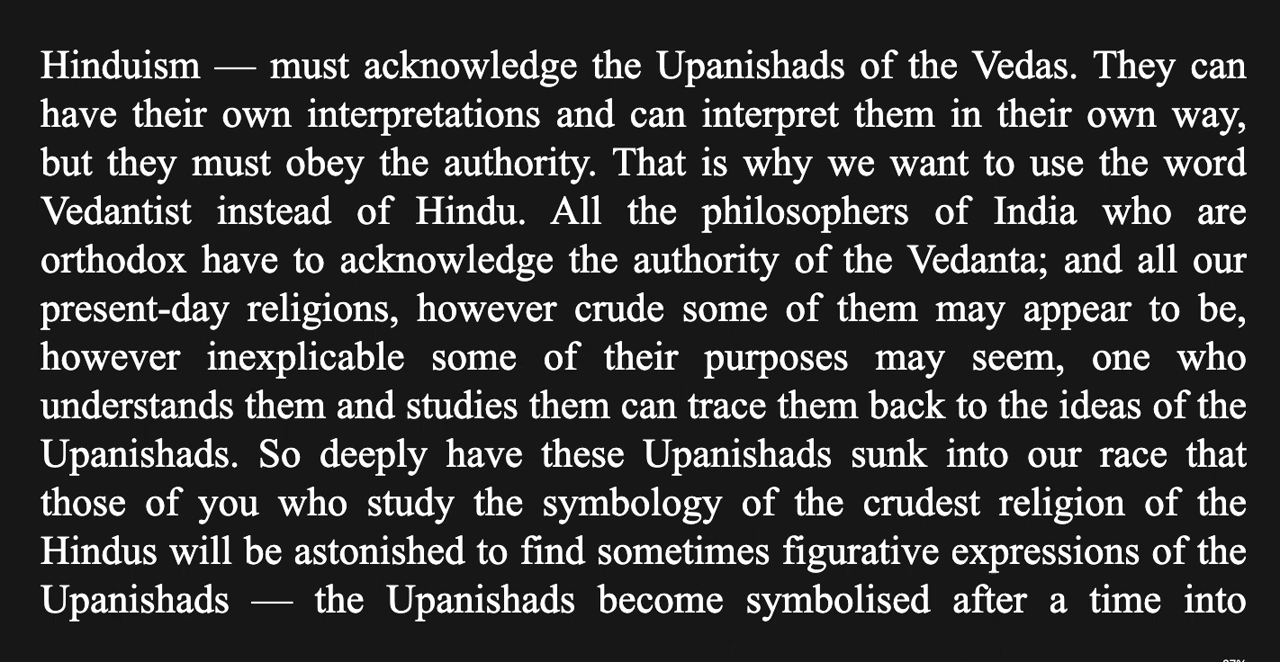 Hinduism — must acknowledge the Upanishads of the Vedas. They can
have their own interpretations and can interpret them in their own way,
but they must obey the authority. That is why we want to use the word
Vedantist instead of Hindu. All the philosophers of India who are
orthodox have to acknowledge the authority of the Vedanta; and all our
present-day religions, however crude some of them may appear to be,
however inexplicable some of their purposes may seem, one who
understands them and studies them can trace them back to the ideas of the
Upanishads. So deeply have these Upanishads sunk into our race that
those of you who study the symbology of the crudest religion of the
Hindus will be astonished to find sometimes figurative expressions of the
Upanishads — the Upanishads become symbolised after a time into